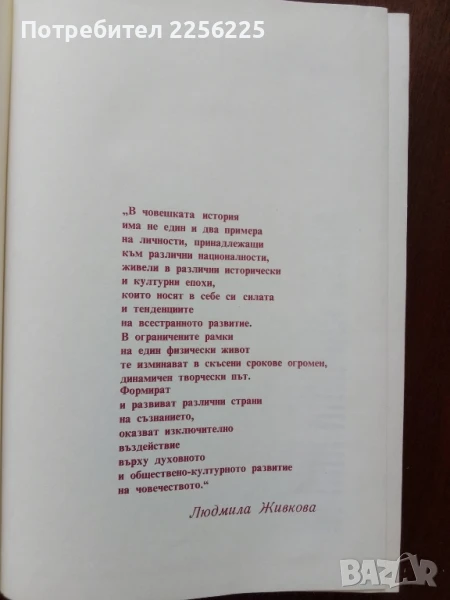 Потребител 2256225
„В човешката история
има не един и два примера
на личности, принадлежащи
към различни националности,
живели в различни исторически
и културни епохи,
които носят в себе си силата
и тенденциите
на всестранното развитие.
В ограничените рамки
на един физически живот
те изминават в скъсени срокове огромен,
динамичен творчески път.
Формират
и развиват различни страни
на съзнанието,
оказват изключително
въздействие
върху духовното
и обществено-културното развитие
на човечеството.“
Людмила Живкова
BAZAR